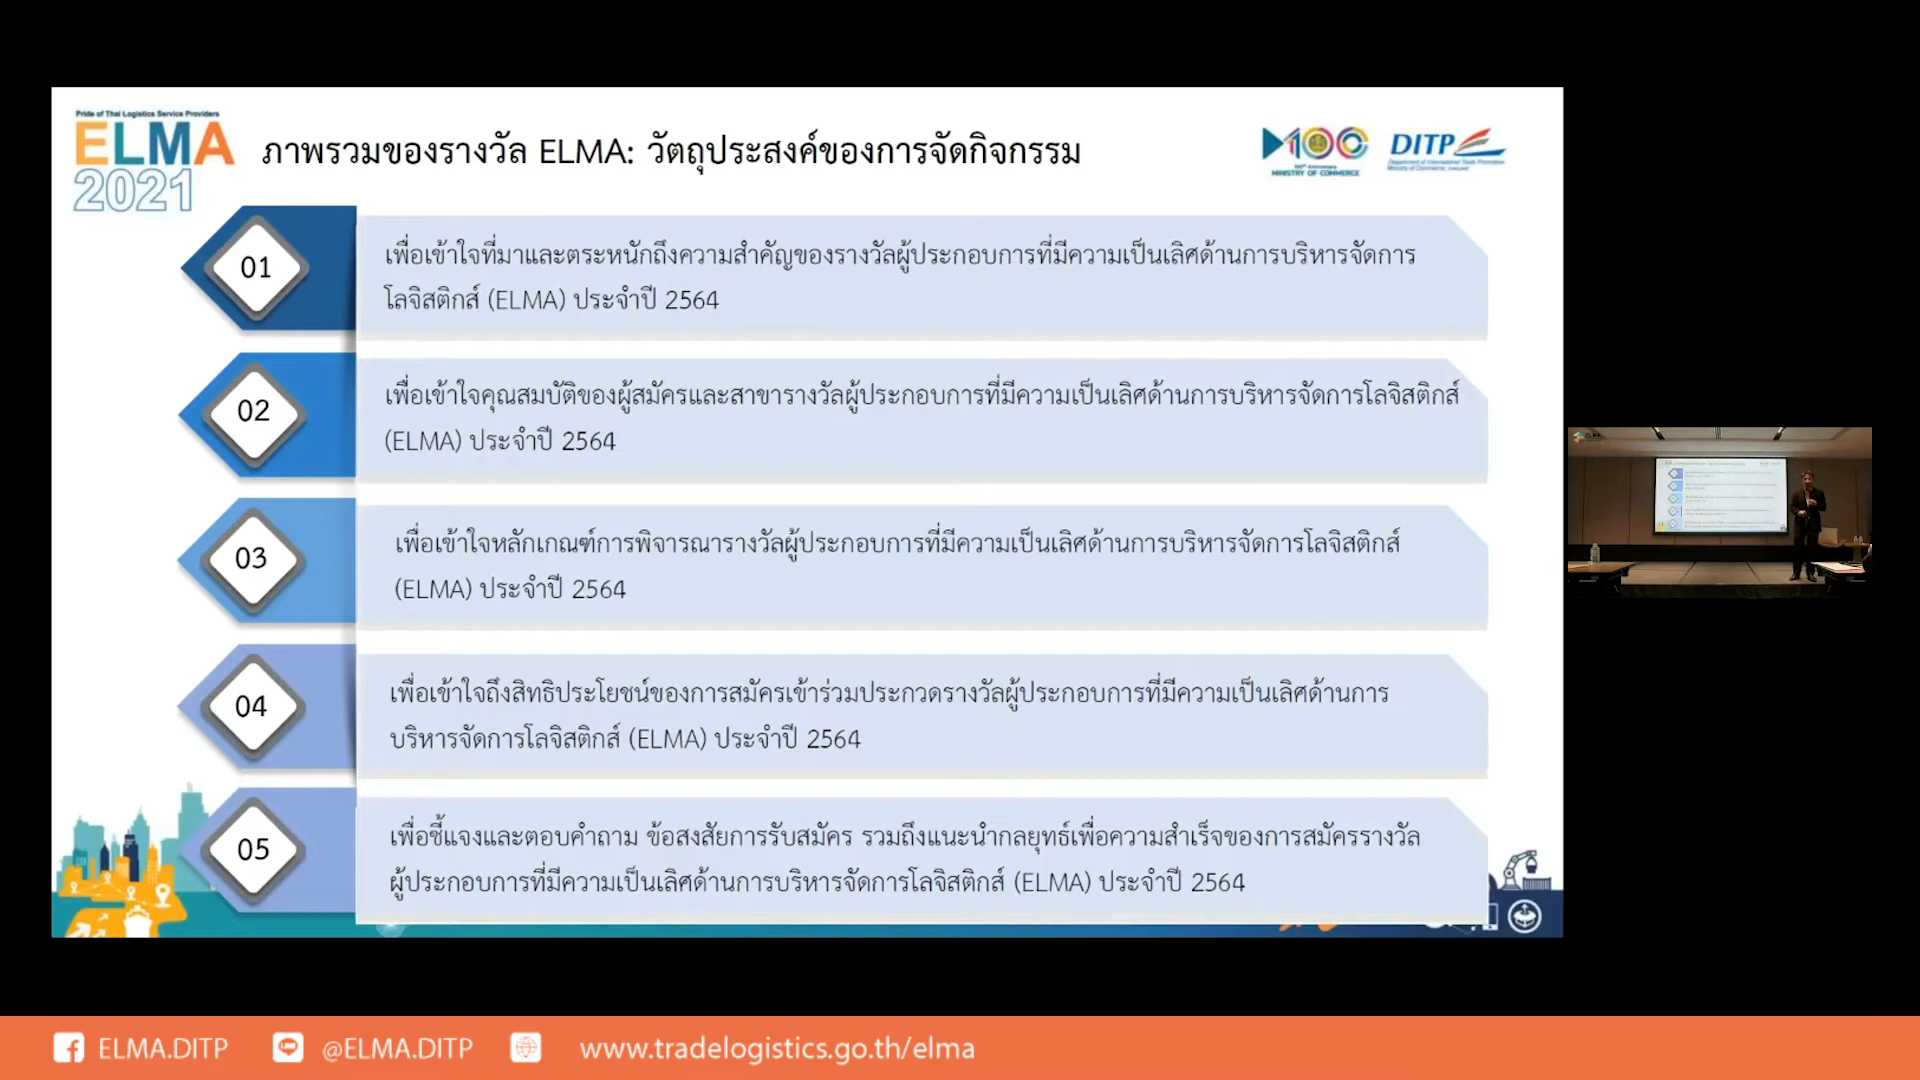 Pride of Thai Logistics Service Providers
ELMA
2021
ภาพรวมของรางวัล ELMA: วัตถุประสงค์ของการจัดกิจกรรม
MOC
MINISTRY OF COMMERCE
DITP
Department of International Trade Promotion
01
เพื่อเข้าใจที่มาและตระหนักถึงความสำคัญของรางวัลผู้ประกอบการที่มีความเป็นเลิศด้านการบริหารจัดการ
โลจิสติกส์ (ELMA) ประจำปี 2564
02
เพื่อเข้าใจคุณสมบัติของผู้สมัครและสาขารางวัลผู้ประกอบการที่มีความเป็นเลิศด้านการบริหารจัดการโลจิสติกส์
(ELMA) ประจำปี 2564
03
เพื่อเข้าใจหลักเกณฑ์การพิจารณารางวัลผู้ประกอบการที่มีความเป็นเลิศด้านการบริหารจัดการโลจิสติกส์
(ELMA) ประจำปี 2564
04
เพื่อเข้าใจถึงสิทธิประโยชน์ของการสมัครเข้าร่วมประกวดรางวัลผู้ประกอบการที่มีความเป็นเลิศด้านการ
บริหารจัดการโลจิสติกส์ (ELMA) ประจำปี 2564
05
เพื่อชี้แจงและตอบคำถาม ข้อสงสัยการรับสมัคร รวมถึงแนะนำกลยุทธ์เพื่อความสำเร็จของการสมัครรางวัล
ผู้ประกอบการที่มีความเป็นเลิศด้านการบริหารจัดการโลจิสติกส์ (ELMA) ประจำปี 2564
ELMA.DITP
@ELMA.DITP
www.tradelogistics.go.th/elma